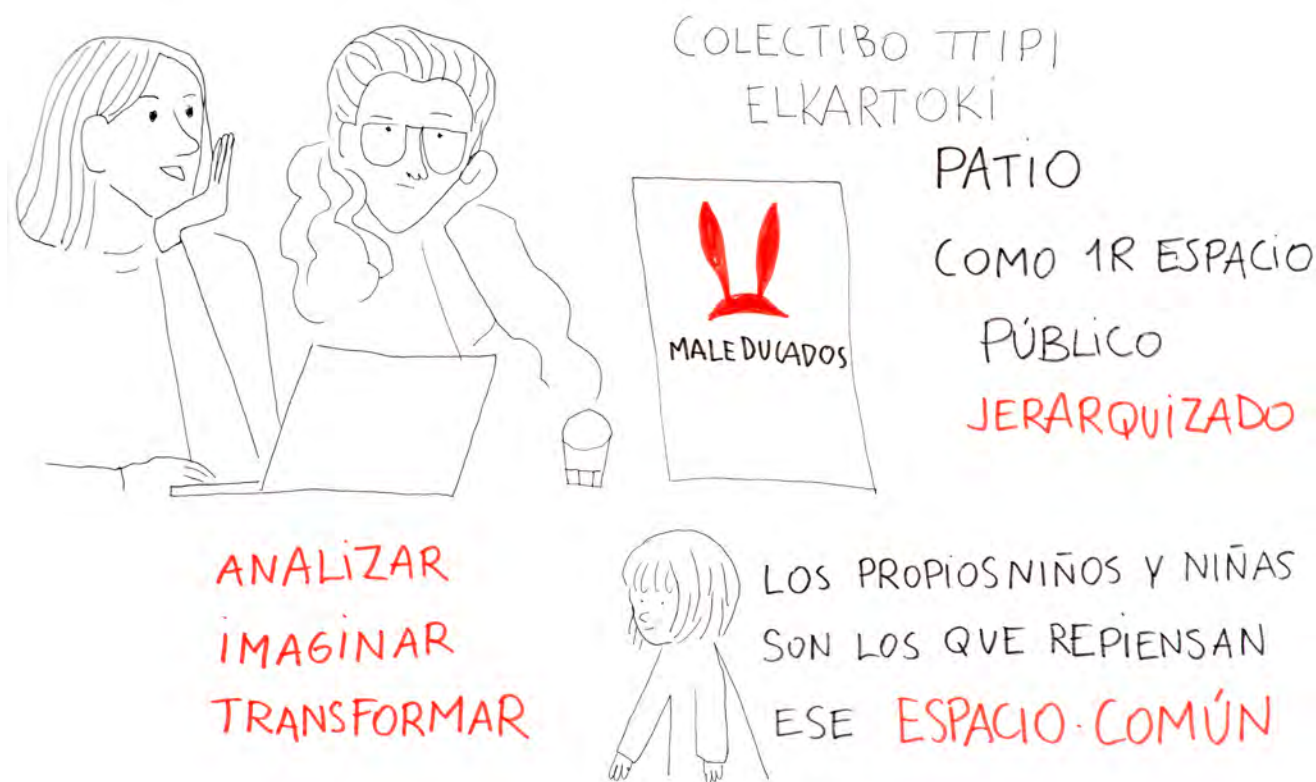 COLECTIBO TTIPI
ELKARTOKI
PATIO
COMO 1R ESPACIO
PÚBLICO
JERARQUIZADO
MALEDUCADOS
ANALIZAR
IMAGINAR
TRANSFORMAR
LOS PROPIOS NIÑOS Y NIÑAS
SON LOS QUE REPIENSAN
ESE ESPACIO COMÚN